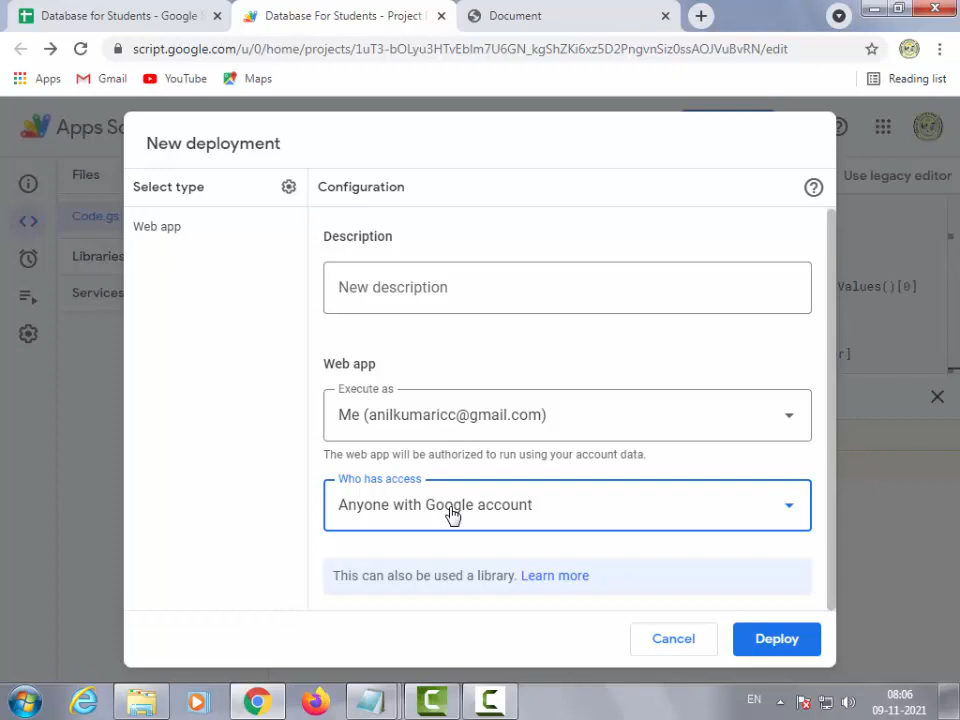 Database for Students - Google S
Database For Students - Project E
Document
script.google.com/u/0/home/projects/1uT3-bOLyu3HTvEblm7U6GN_kgShZKi6xz5D2PngvnSiz0ssAOJVuBvRN/edit
Apps
Gmail
YouTube
Maps
Reading list
Apps Sc
New deployment
Use legacy editor
Files
Select type
Configuration
Code.gs
Web app
Description
Libraries
New description
Values()[0]
Services
r]
Web app
Execute as
Me (anilkumaricc@gmail.com)
The web app will be authorized to run using your account data.
Who has access
Anyone with Google account
This can also be used a library. Learn more
Cancel
Deploy
EN
08:06
09-11-2021